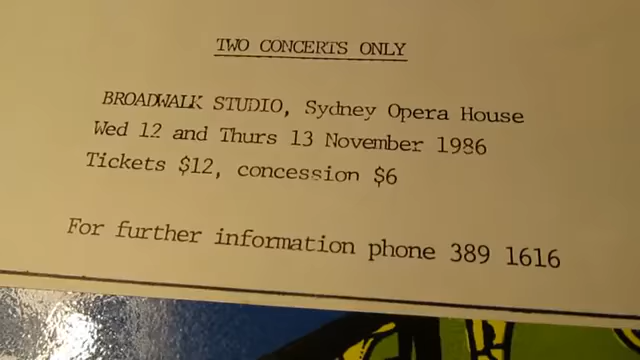 TWO CONCERTS ONLY
BROADWALK STUDIO, Sydney Opera House
Wed 12 and Thurs 13 November 1986
Tickets $12, concession $6
For further information phone 389 1616